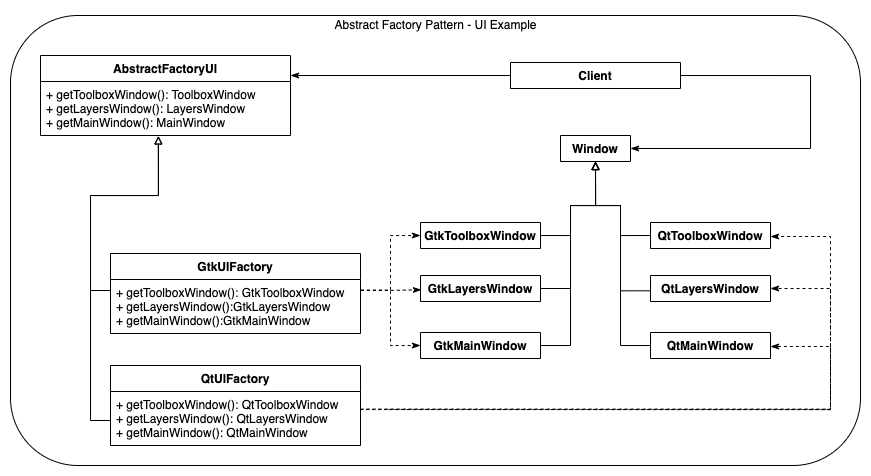 Abstract Factory Pattern - UI Example
AbstractFactoryUI
+ getToolboxWindow(): ToolboxWindow
+ getLayersWindow(): LayersWindow
+ getMainWindow(): MainWindow
Client
Window
GtkToolboxWindow
QtToolboxWindow
GtkUIFactory
+ getToolboxWindow(): GtkToolboxWindow
+ getLayersWindow():GtkLayersWindow
+ getMainWindow():GtkMainWindow
GtkLayersWindow
QtLayersWindow
GtkMainWindow
QtMainWindow
QtUIFactory
+ getToolboxWindow(): QtToolboxWindow
+ getLayersWindow(): QtLayersWindow
+ getMainWindow(): QtMainWindow